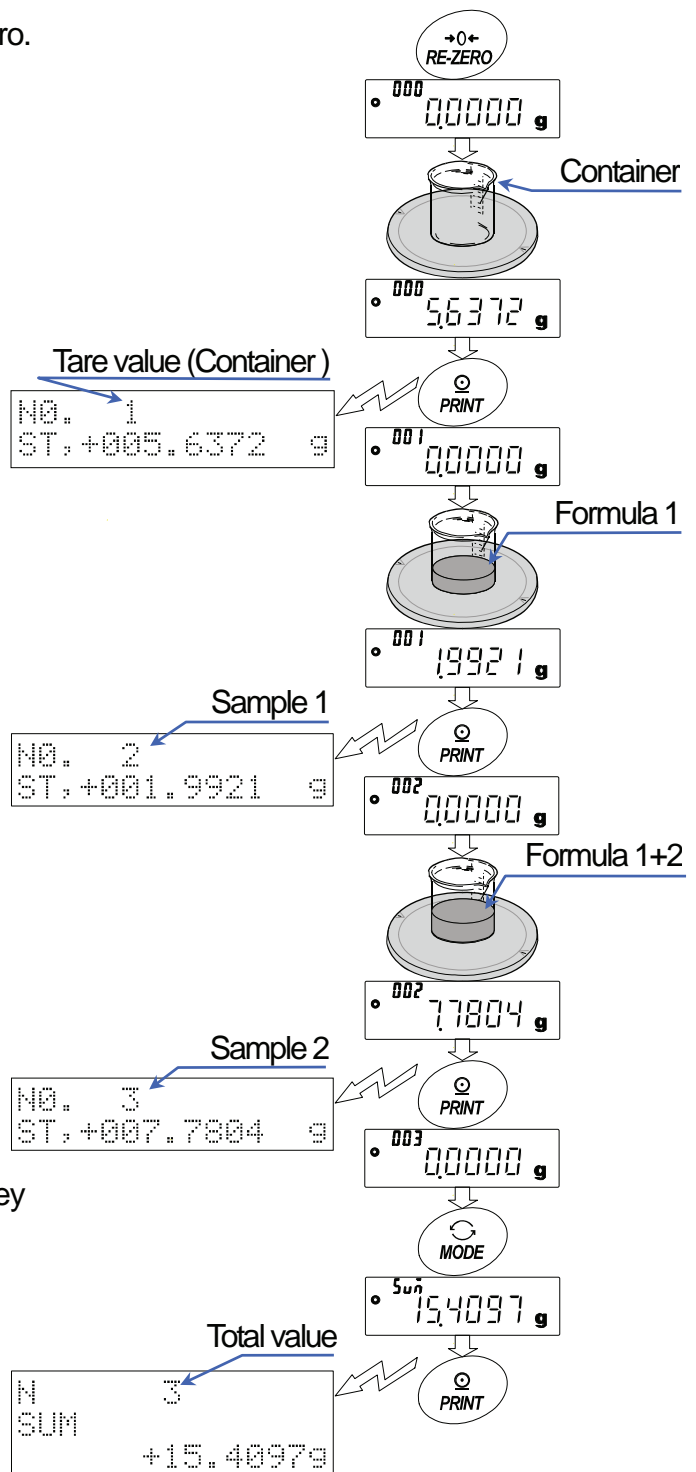 ro.
→0←
RE-ZERO
000
0.0000 g
Container
000
5.6372 g
Tare value (Container )
PRINT
N0. 1
ST,+005.6372 g
001
0.0000 g
Formula 1
001
1.9921 g
Sample 1
PRINT
N0. 2
ST,+001.9921 g
002
0.0000 g
Formula 1+2
002
7.7804 g
Sample 2
PRINT
N0. 3
ST,+007.7804 g
003
0.0000 g
ey
MODE
Sum
15.4097 g
Total value
PRINT
N 3
SUM
+15.4097g